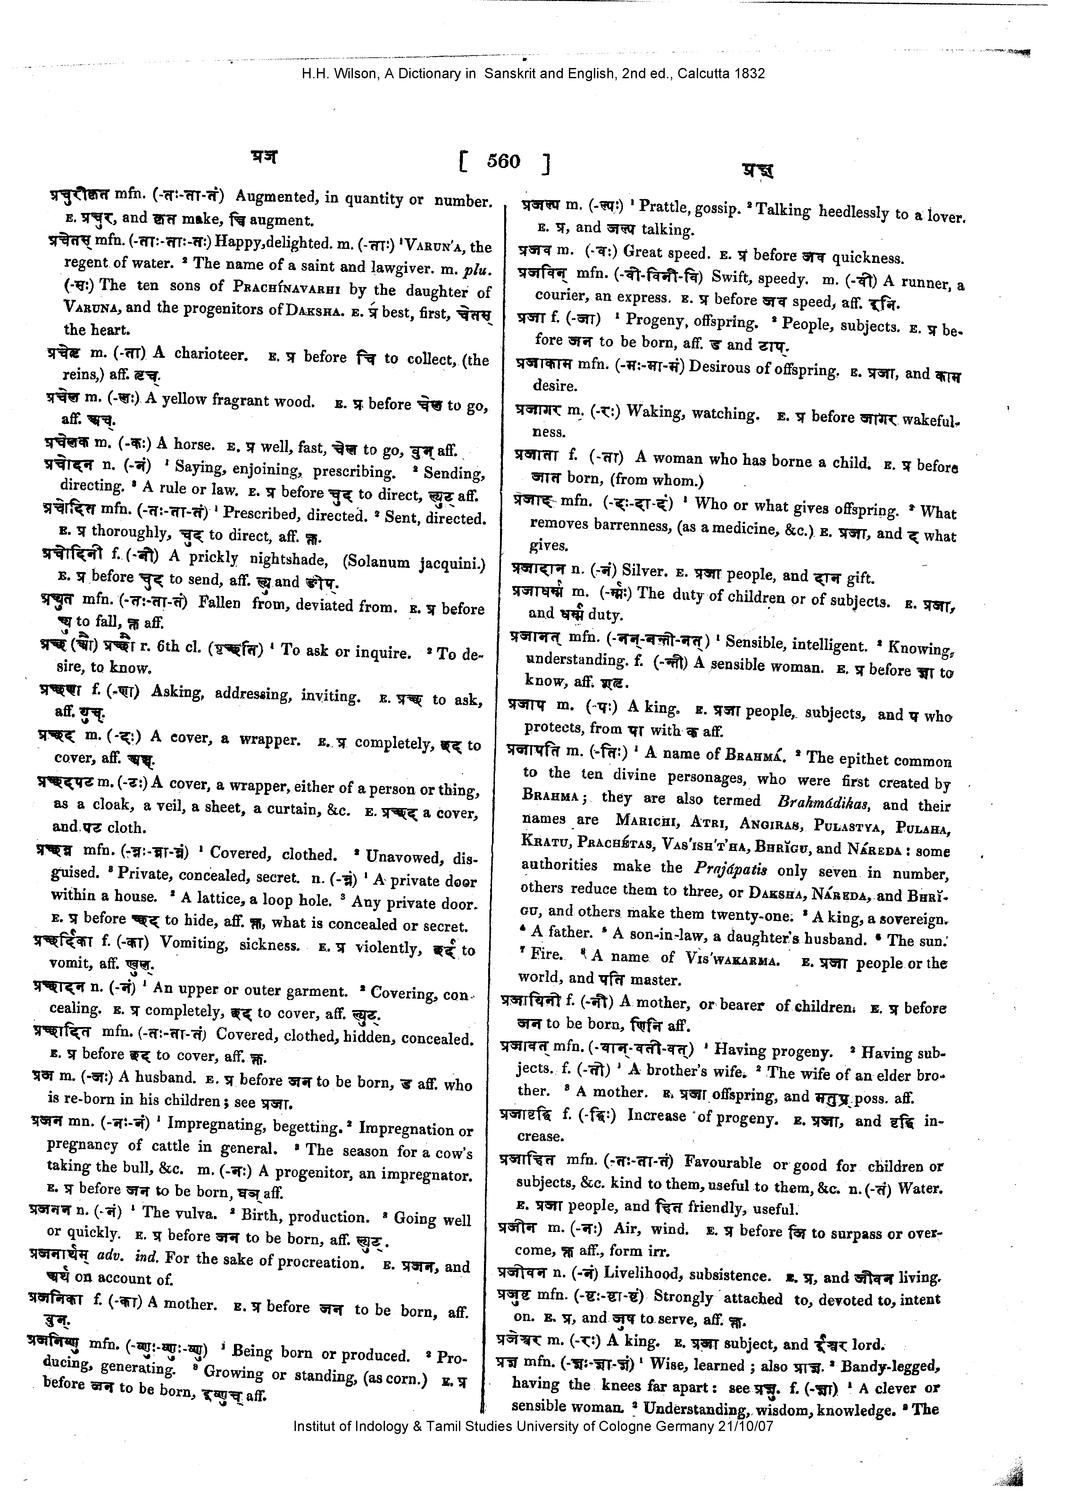 H.H. Wilson, A Dictionary in Sanskrit and English, 2nd ed., Calcutta 1832
प्रज
[ 560 ]
प्रज्ञ
प्रचुरीकृत mfn. (-तः-ता-तं) Augmented, in quantity or number.
E. प्रचुर, and कृत make, च्वि augment.
प्रचेतस् mfn. (-ताः-ताः-तः) Happy, delighted. m. (-ताः) ¹VARUN'A, the
regent of water. ² The name of a saint and lawgiver. m. plu.
(-सः) The ten sons of PRACHÍNAVARHI by the daughter of
VARUNA, and the progenitors of DAKSHA. E. प्र best, first, चेतस्
the heart.
प्रचेतृ m. (-ता) A charioteer. E. प्र before चि to collect, (the
reins,) aff. तृच्.
प्रचेल m. (-लः) A yellow fragrant wood. E. प्र before चेल to go,
aff. अच्.
प्रचेलक m. (-कः) A horse. E. प्र well, fast, चेल to go, वुन् aff.
प्रचोदन n. (-नं) ¹ Saying, enjoining, prescribing. ² Sending,
directing. ³ A rule or law. E. प्र before चुद to direct, ल्युट् aff.
प्रचोदित mfn. (-तः-ता-तं) ¹ Prescribed, directed. ² Sent, directed.
E. प्र thoroughly, चुद् to direct, aff. क्त.
प्रचोदिनी f. (-नी) A prickly nightshade, (Solanum jacquini.)
E. प्र before चुद् to send, aff. ल्यु and ङीप्.
प्रच्युत mfn. (-तः-ता-तं) Fallen from, deviated from. E. प्र before
च्यु to fall, क्त aff.
प्रच्छ (औ) प्रच्छौ r. 6th cl. (पृच्छति) ¹ To ask or inquire. ² To de-
sire, to know.
प्रच्छणा f. (-णा) Asking, addressing, inviting. E. प्रच्छ to ask,
aff. युच्.
प्रच्छद m. (-दः) A cover, a wrapper. E. प्र completely, छद to
cover, aff. अच्.
प्रच्छदपट m. (-टः) A cover, a wrapper, either of a person or thing,
as a cloak, a veil, a sheet, a curtain, &c. E. प्रच्छद a cover,
and पट cloth.
प्रच्छन्न mfn. (-न्नः-न्ना-न्नं) ¹ Covered, clothed. ² Unavowed, dis-
guised. ³ Private, concealed, secret. n. (-न्नं) ¹ A private door
within a house. ² A lattice, a loop hole. ³ Any private door.
E. प्र before छद to hide, aff. क्त, what is concealed or secret.
प्रच्छर्दिका f. (-का) Vomiting, sickness. E. प्र violently, छर्द to
vomit, aff. ण्वुल्.
प्रच्छादन n. (-नं) ¹ An upper or outer garment. ² Covering, con-
cealing. E. प्र completely, छद to cover, aff. ल्युट्.
प्रच्छादित mfn. (-तः-ता-तं) Covered, clothed, hidden, concealed.
E. प्र before छद to cover, aff. क्त.
प्रज m. (-जः) A husband. E. प्र before जन to be born, ड aff. who
is re-born in his children; see प्रजा.
प्रजन mn. (-नः-नं) ¹ Impregnating, begetting. ² Impregnation or
pregnancy of cattle in general. ³ The season for a cow's
taking the bull, &c. m. (-नः) A progenitor, an impregnator.
E. प्र before जन to be born, घञ् aff.
प्रजनन n. (-नं) ¹ The vulva. ² Birth, production. ³ Going well
or quickly. E. प्र before जन to be born, aff. ल्युट्.
प्रजनार्थम् adv. ind. For the sake of procreation. E. प्रजन, and
अर्थ on account of.
प्रजनिका f. (-का) A mother. E. प्र before जन to be born, aff.
वुन्.
प्रजनिष्णु mfn. (-ष्णुः-ष्णुः-ष्णु) ¹ Being born or produced. ² Pro-
ducing, generating. ³ Growing or standing, (as corn.) E. प्र
before जन to be born, इष्णुच् aff.
प्रजल्प m. (-ल्पः) ¹ Prattle, gossip. ² Talking heedlessly to a lover.
E. प्र, and जल्प talking.
प्रजव m. (-वः) Great speed. E. प्र before जव quickness.
प्रजविन् mfn. (-वी-विनी-वि) Swift, speedy. m. (-वी) A runner, a
courier, an express. E. प्र before जव speed, aff. इनि.
प्रजा f. (-जा) ¹ Progeny, offspring. ² People, subjects. E. प्र be-
fore जन to be born, aff. ड and टाप्.
प्रजाकाम mfn. (-मः-मा-मं) Desirous of offspring. E. प्रजा, and काम
desire.
प्रजागर m. (-रः) Waking, watching. E. प्र before जागर wakeful-
ness.
प्रजाता f. (-ता) A woman who has borne a child. E. प्र before
जात born, (from whom.)
प्रजाद mfn. (-दः-दा-दं) ¹ Who or what gives offspring. ² What
removes barrenness, (as a medicine, &c.) E. प्रजा, and द what
gives.
प्रजादान n. (-नं) Silver. E. प्रजा people, and दान gift.
प्रजाधर्म्म m. (-र्म्मः) The duty of children or of subjects. E. प्रजा,
and धर्म्म duty.
प्रजानत् mfn. (-नन्-नती-नत्) ¹ Sensible, intelligent. ² Knowing,
understanding. f. (-न्ती) A sensible woman. E. प्र before ज्ञा to
know, aff. शतृ.
प्रजाप m. (-पः) A king. E. प्रजा people, subjects, and प who
protects, from पा with क aff.
प्रजापति m. (-तिः) ¹ A name of BRAHMÁ. ² The epithet common
to the ten divine personages, who were first created by
BRAHMA; they are also termed Brahmádikas, and their
names are MARICHI, ATRI, ANGIRAS, PULASTYA, PULAHA,
KRATU, PRACHÉTAS, VAS'ISH'T'HA, BHRĬGU, and NÁREDA: some
authorities make the Prajápatis only seven in number,
others reduce them to three, or DAKSHA, NÁREDA, and BHRĬ-
GU, and others make them twenty-one. ³ A king, a sovereign.
⁴ A father. ⁵ A son-in-law, a daughter's husband. ⁶ The sun.
⁷ Fire. ⁸ A name of VIS'WAKARMA. E. प्रजा people or the
world, and पति master.
प्रजायिनी f. (-नी) A mother, or bearer of children. E. प्र before
जन to be born, णिनि aff.
प्रजावत् mfn. (-वान्-वती-वत्) ¹ Having progeny. ² Having sub-
jects. f. (-ती) ¹ A brother's wife. ² The wife of an elder bro-
ther. ³ A mother. E. प्रजा offspring, and मतुप् poss. aff.
प्रजावृद्धि f. (-द्धिः) Increase of progeny. E. प्रजा, and वृद्धि in-
crease.
प्रजाहित mfn. (-तः-ता-तं) Favourable or good for children or
subjects, &c. kind to them, useful to them, &c. n. (-तं) Water.
E. प्रजा people, and हित friendly, useful.
प्रजीन m. (-नः) Air, wind. E. प्र before जि to surpass or over-
come, क्त aff., form irr.
प्रजीवन n. (-नं) Livelihood, subsistence. E. प्र, and जीवन living.
प्रजुष्ट mfn. (-ष्टः-ष्टा-ष्टं) Strongly attached to, devoted to, intent
on. E. प्र, and जुष to serve, aff. क्त.
प्रजेश्वर m. (-रः) A king. E. प्रजा subject, and ईश्वर lord.
प्रज्ञ mfn. (-ज्ञः-ज्ञा-ज्ञं) ¹ Wise, learned; also प्राज्ञ. ² Bandy-legged,
having the knees far apart: see प्रज्ञु. f. (-ज्ञा) ¹ A clever or
sensible woman. ² Understanding, wisdom, knowledge. ³ The
Institut of Indology & Tamil Studies University of Cologne Germany 21/10/07